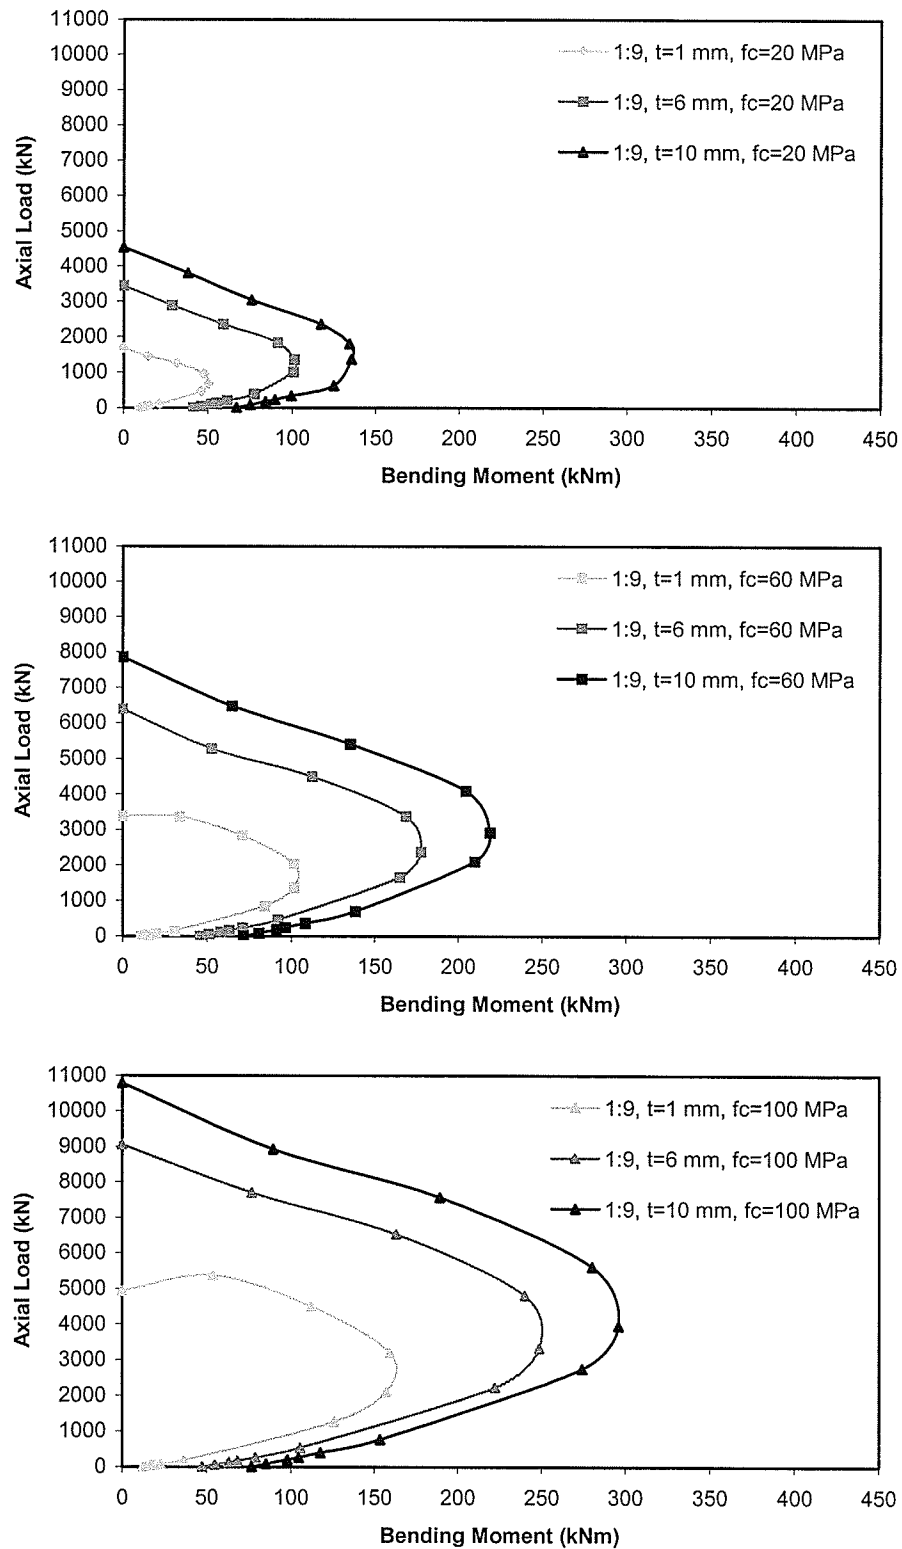 11000
10000
9000
8000
7000
6000
5000
4000
3000
2000
1000
0
Axial Load (kN)
1:9, t=1 mm, fc=20 MPa
1:9, t=6 mm, fc=20 MPa
1:9, t=10 mm, fc=20 MPa
0 50 100 150 200 250 300 350 400 450
Bending Moment (kNm)
11000
10000
9000
8000
7000
6000
5000
4000
3000
2000
1000
0
Axial Load (kN)
1:9, t=1 mm, fc=60 MPa
1:9, t=6 mm, fc=60 MPa
1:9, t=10 mm, fc=60 MPa
0 50 100 150 200 250 300 350 400 450
Bending Moment (kNm)
11000
10000
9000
8000
7000
6000
5000
4000
3000
2000
1000
0
Axial Load (kN)
1:9, t=1 mm, fc=100 MPa
1:9, t=6 mm, fc=100 MPa
1:9, t=10 mm, fc=100 MPa
0 50 100 150 200 250 300 350 400 450
Bending Moment (kNm)